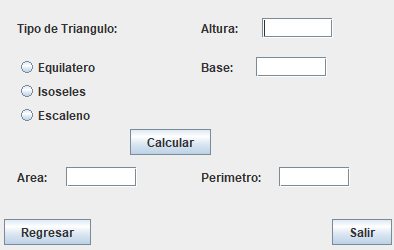 Tipo de Triangulo: Altura:
Equilatero Base:
Isoseles
Escaleno
Calcular
Area: Perimetro:
Regresar Salir